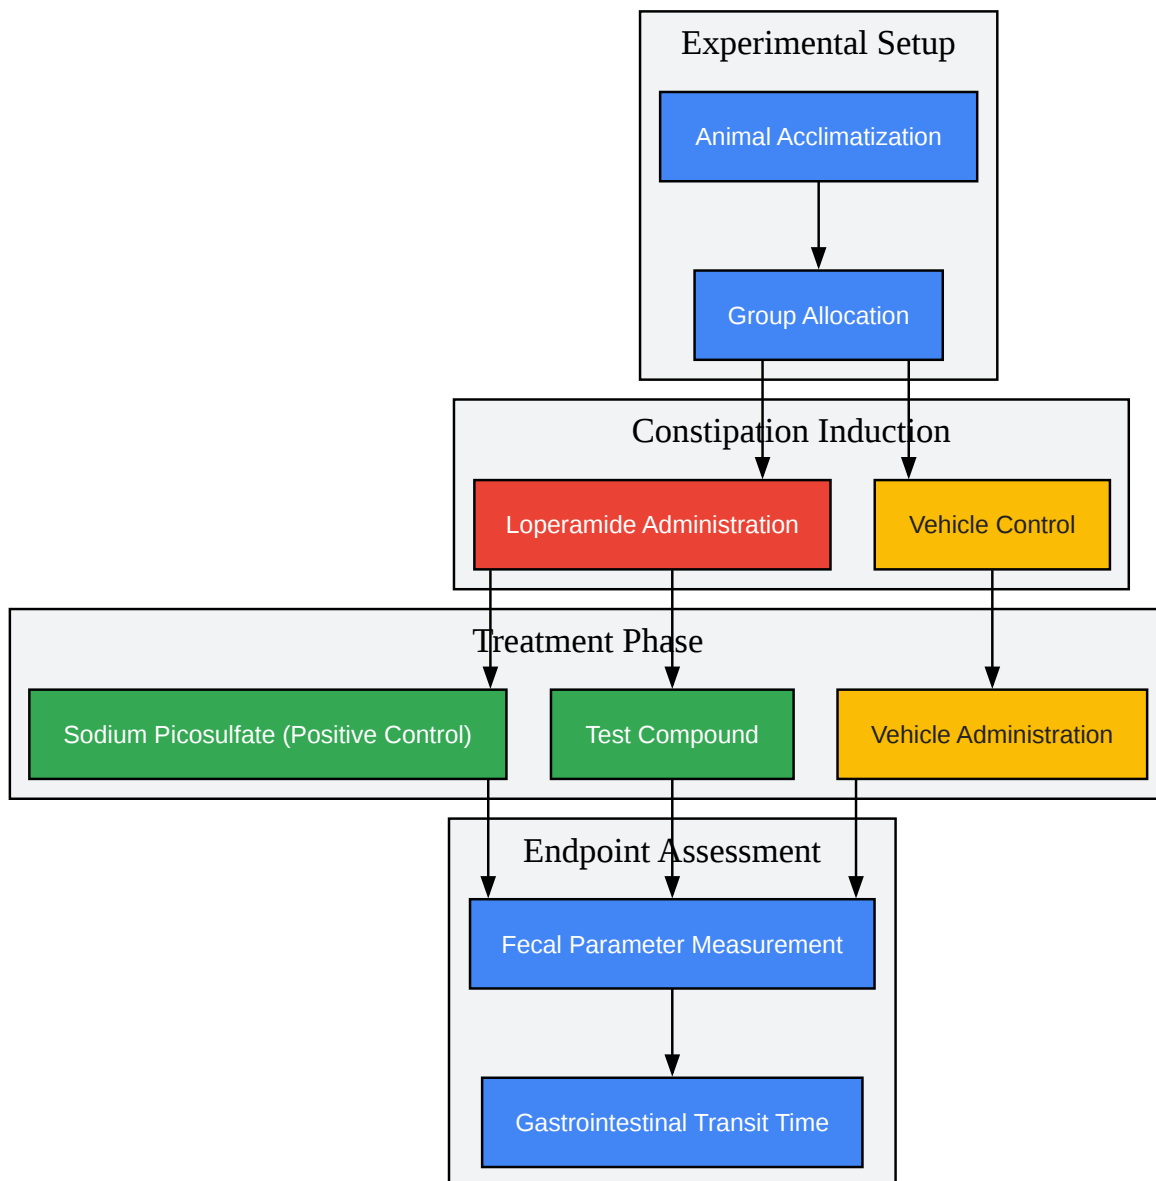 Experimental Setup
Animal Acclimatization
Group Allocation
Constipation Induction
Loperamide Administration
Vehicle Control
Treatment Phase
Sodium Picosulfate (Positive Control)
Test Compound
Vehicle Administration
Endpoint Assessment
Fecal Parameter Measurement
Gastrointestinal Transit Time